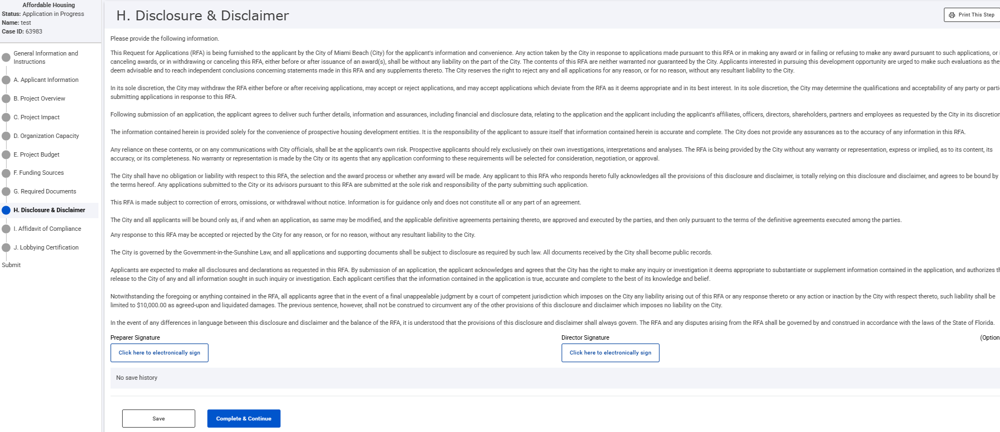 Affordable Housing
Status: Application in Progress
Name: test
Case ID: 63983
General Information and
Instructions
A. Applicant Information
B. Project Overview
C. Project Impact
D. Organization Capacity
E. Project Budget
F. Funding Sources
G. Required Documents
H. Disclosure & Disclaimer
I. Affidavit of Compliance
J. Lobbying Certification
Submit
H. Disclosure & Disclaimer
Print This Step
Please provide the following information.
This Request for Applications (RFA) is being furnished to the applicant by the City of Miami Beach (City) for the applicant's information and convenience. Any action taken by the City in response to applications made pursuant to this RFA or in making any award or in failing or refusing to make any award pursuant to such applications, or
canceling awards, or in withdrawing or canceling this RFA, either before or after issuance of an award(s), shall be without any liability on the part of the City. The contents of this RFA are neither warranted nor guaranteed by the City. Applicants interested in pursuing this development opportunity are urged to make such evaluations as
deem advisable and to reach independent conclusions concerning statements made in this RFA and any supplements thereto. The City reserves the right to reject any and all applications for any reason, or for no reason, without any resultant liability to the City.
In its sole discretion, the City may withdraw the RFA either before or after receiving applications, may accept or reject applications, and may accept applications which deviate from the RFA as it deems appropriate and in its best interest. In its sole discretion, the City may determine the qualifications and acceptability of any party or
submitting applications in response to this RFA.
Following submission of an application, the applicant agrees to deliver such further details, information and assurances, including financial and disclosure data, relating to the application and the applicant including the applicant's affiliates, officers, directors, shareholders, partners and employees as requested by the City in its discretion
The information contained herein is provided solely for the convenience of prospective housing development entities. It is the responsibility of the applicant to assure itself that information contained herein is accurate and complete. The City does not provide any assurances as to the accuracy of any information in this RFA.
Any reliance on these contents, or on any communications with City officials, shall be at the applicant's own risk. Prospective applicants should rely exclusively on their own investigations, interpretations and analyses. The RFA is being provided by the City without any warranty or representation, express or implied, as to its content, its
accuracy, or its completeness. No warranty or representation is made by the City or its agents that any application conforming to these requirements will be selected for consideration, negotiation, or approval.
The City shall have no obligation or liability with respect to this RFA, the selection and the award process or whether any award will be made. Any applicant to this RFA who responds hereto fully acknowledges all the provisions of this disclosure and disclaimer, is totally relying on this disclosure and disclaimer, and agrees to be bound by
the terms hereof. Any applications submitted to the City or its advisors pursuant to this RFA are submitted at the sole risk and responsibility of the party submitting such application.
This RFA is made subject to correction of errors, omissions, or withdrawal without notice. Information is for guidance only and does not constitute all or any part of an agreement.
The City and all applicants will be bound only as, if and when an application, as same may be modified, and the applicable definitive agreements pertaining thereto, are approved and executed by the parties, and then only pursuant to the terms of the definitive agreements executed among the parties.
Any response to this RFA may be accepted or rejected by the City for any reason, or for no reason, without any resultant liability to the City.
The City is governed by the Government-in-the-Sunshine Law, and all applications and supporting documents shall be subject to disclosure as required by such law. All documents received by the City shall become public records.
Applicants are expected to make all disclosures and declarations as requested in this RFA. By submission of an application, the applicant acknowledges and agrees that the City has the right to make any inquiry or investigation it deems appropriate to substantiate or supplement information contained in the application, and authorizes
release to the City of any and all information sought in such inquiry or investigation. Each applicant certifies that the information contained in the application is true, accurate and complete to the best of its knowledge and belief.
Notwithstanding the foregoing or anything contained in the RFA, all applicants agree that in the event of a final unappealable judgment by a court of competent jurisdiction which imposes on the City any liability arising out of this RFA or any response thereto or any action or inaction by the City with respect thereto, such liability shall be
limited to $10,000.00 as agreed-upon and liquidated damages. The previous sentence, however, shall not be construed to circumvent any of the other provisions of this disclosure and disclaimer which imposes no liability on the City.
In the event of any differences in language between this disclosure and disclaimer and the balance of the RFA, it is understood that the provisions of this disclosure and disclaimer shall always govern. The RFA and any disputes arising from the RFA shall be governed by and construed in accordance with the laws of the State of Florida.
Preparer Signature
Director Signature
(Option
Click here to electronically sign
Click here to electronically sign
No save history
Save
Complete & Continue